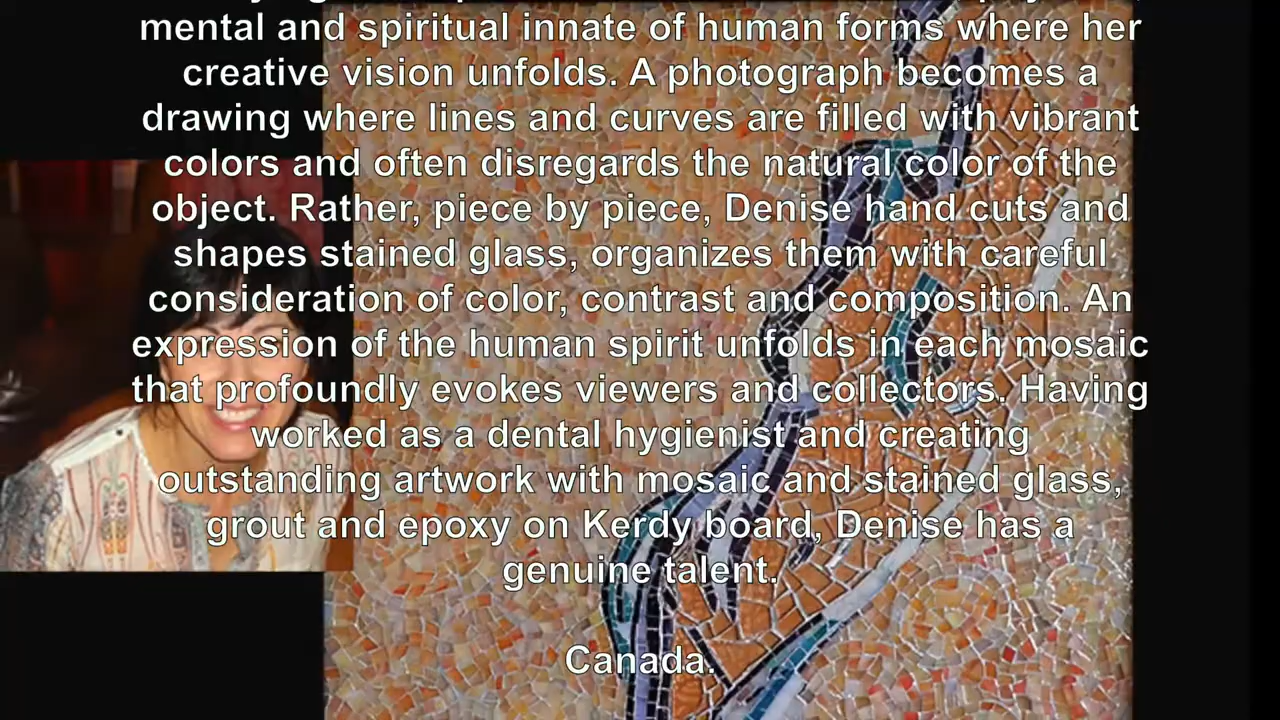 mental and spiritual innate of human forms where her
creative vision unfolds. A photograph becomes a
drawing where lines and curves are filled with vibrant
colors and often disregards the natural color of the
object. Rather, piece by piece, Denise hand cuts and
shapes stained glass, organizes them with careful
consideration of color, contrast and composition. An
expression of the human spirit unfolds in each mosaic
that profoundly evokes viewers and collectors. Having
worked as a dental hygienist and creating
outstanding artwork with mosaic and stained glass,
grout and epoxy on Kerdy board, Denise has a
genuine talent.
Canada.